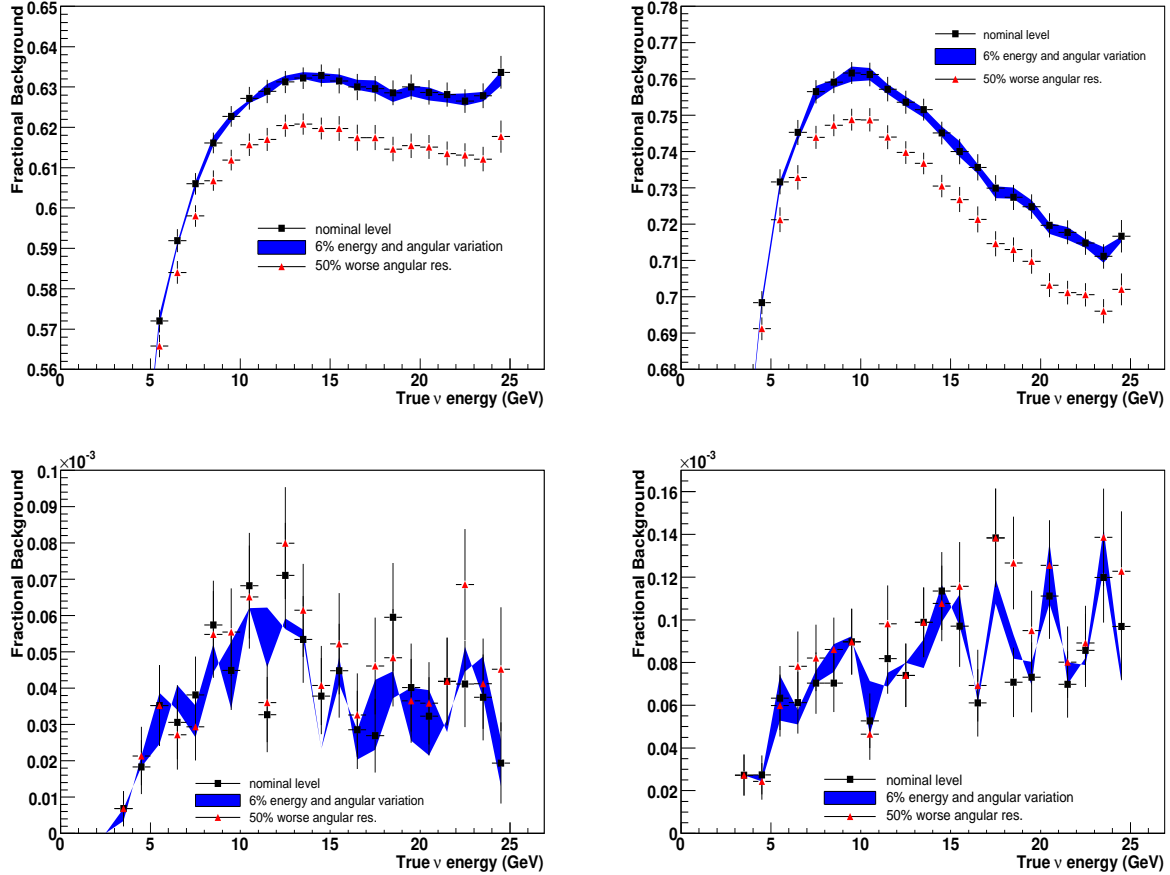 Fractional Background
0.65
0.64
0.63
0.62
0.61
0.6
0.59
0.58
0.57
0.56
nominal level
6% energy and angular variation
50% worse angular res.
0 5 10 15 20 25
True ν energy (GeV)
Fractional Background
0.78
0.77
0.76
0.75
0.74
0.73
0.72
0.71
0.7
0.69
0.68
nominal level
6% energy and angular variation
50% worse angular res.
0 5 10 15 20 25
True ν energy (GeV)
×10⁻³
Fractional Background
0.1
0.09
0.08
0.07
0.06
0.05
0.04
0.03
0.02
0.01
0
nominal level
6% energy and angular variation
50% worse angular res.
0 5 10 15 20 25
True ν energy (GeV)
×10⁻³
Fractional Background
0.16
0.14
0.12
0.1
0.08
0.06
0.04
0.02
0
nominal level
6% energy and angular variation
50% worse angular res.
0 5 10 15 20 25
True ν energy (GeV)